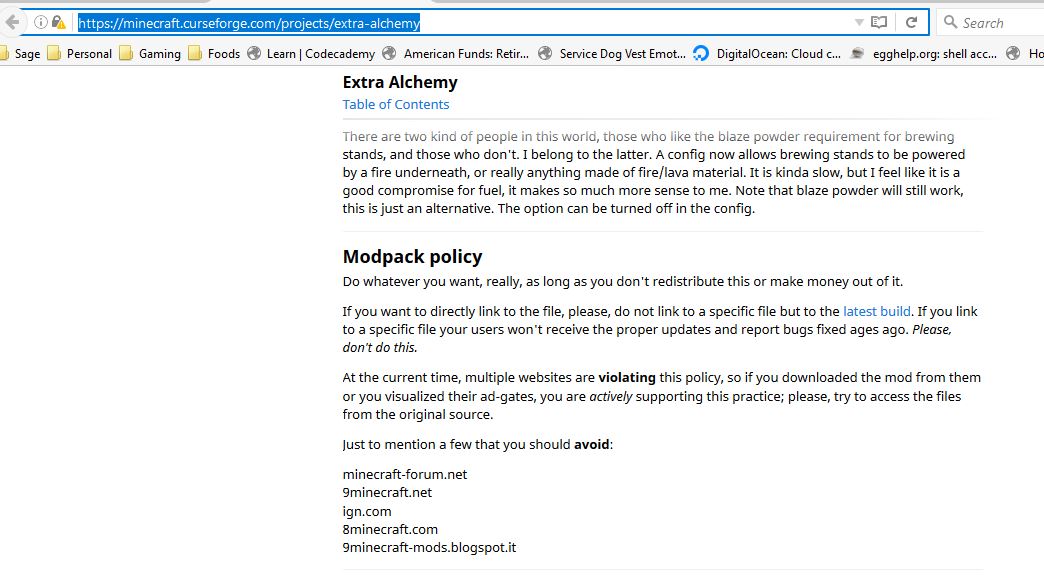 https://minecraft.curseforge.com/projects/extra-alchemy
Search
Sage Personal Gaming Foods Learn | Codecademy American Funds: Retir... Service Dog Vest Emot... DigitalOcean: Cloud c... egghelp.org: shell acc... Ho
Extra Alchemy
Table of Contents
There are two kind of people in this world, those who like the blaze powder requirement for brewing
stands, and those who don't. I belong to the latter. A config now allows brewing stands to be powered
by a fire underneath, or really anything made of fire/lava material. It is kinda slow, but I feel like it is a
good compromise for fuel, it makes so much more sense to me. Note that blaze powder will still work,
this is just an alternative. The option can be turned off in the config.
Modpack policy
Do whatever you want, really, as long as you don't redistribute this or make money out of it.
If you want to directly link to the file, please, do not link to a specific file but to the latest build. If you link
to a specific file your users won't receive the proper updates and report bugs fixed ages ago. Please,
don't do this.
At the current time, multiple websites are violating this policy, so if you downloaded the mod from them
or you visualized their ad-gates, you are actively supporting this practice; please, try to access the files
from the original source.
Just to mention a few that you should avoid:
minecraft-forum.net
9minecraft.net
ign.com
8minecraft.com
9minecraft-mods.blogspot.it